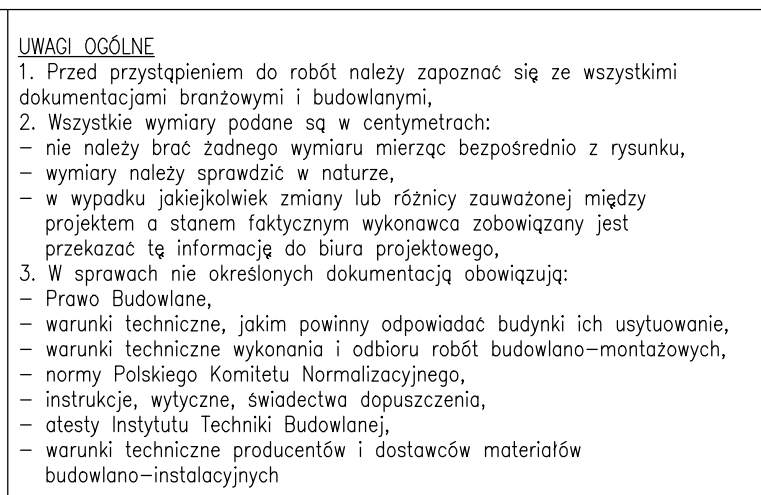 UWAGI OGÓLNE
1. Przed przystąpieniem do robót należy zapoznać się ze wszystkimi
dokumentacjami branżowymi i budowlanymi,
2. Wszystkie wymiary podane są w centymetrach:
– nie należy brać żadnego wymiaru mierząc bezpośrednio z rysunku,
– wymiary należy sprawdzić w naturze,
– w wypadku jakiejkolwiek zmiany lub różnicy zauważonej między
projektem a stanem faktycznym wykonawca zobowiązany jest
przekazać tę informację do biura projektowego,
3. W sprawach nie określonych dokumentacją obowiązują:
– Prawo Budowlane,
– warunki techniczne, jakim powinny odpowiadać budynki ich usytuowanie,
– warunki techniczne wykonania i odbioru robót budowlano–montażowych,
– normy Polskiego Komitetu Normalizacyjnego,
– instrukcje, wytyczne, świadectwa dopuszczenia,
– atesty Instytutu Techniki Budowlanej,
– warunki techniczne producentów i dostawców materiałów
budowlano–instalacyjnych